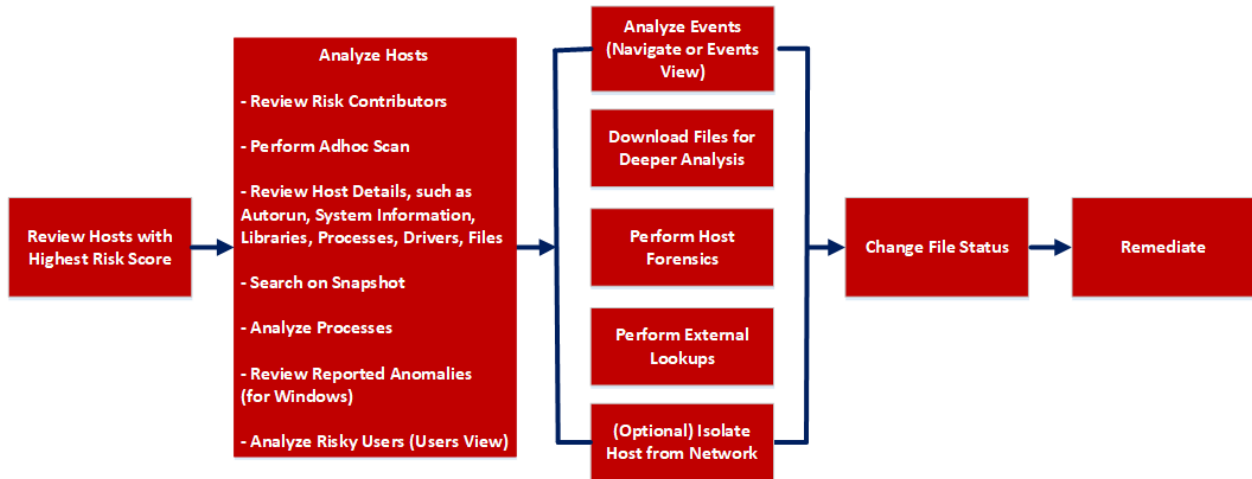 Review Hosts with
Highest Risk Score
Analyze Hosts
- Review Risk Contributors
- Perform Adhoc Scan
- Review Host Details, such as
Autorun, System Information,
Libraries, Processes, Drivers, Files
- Search on Snapshot
- Analyze Processes
- Review Reported Anomalies
(for Windows)
- Analyze Risky Users (Users View)
Analyze Events
(Navigate or Events
View)
Download Files for
Deeper Analysis
Perform Host
Forensics
Perform External
Lookups
(Optional) Isolate
Host from Network
Change File Status
Remediate